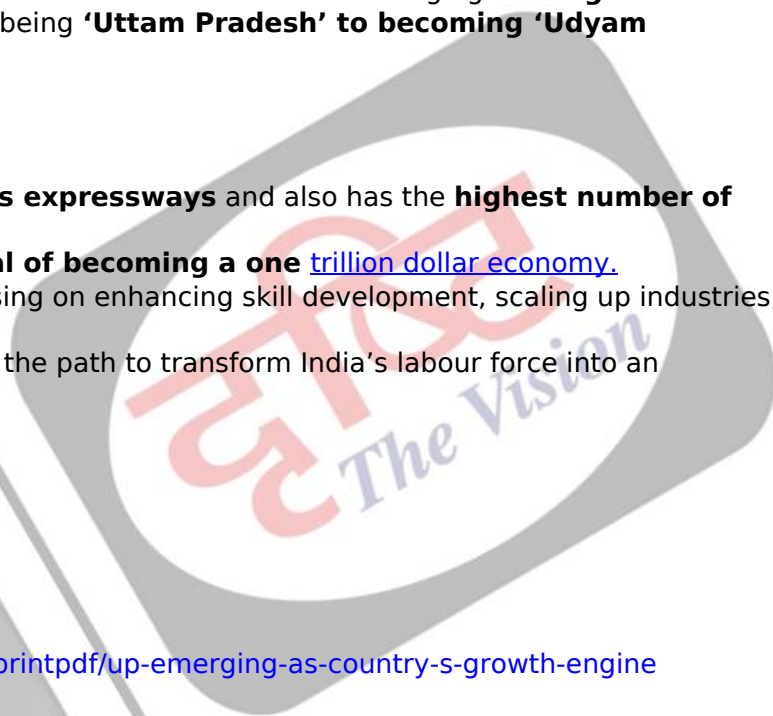 being ‘Uttam Pradesh’ to becoming ‘Udyam
s expressways and also has the highest number of
al of becoming a one trillion dollar economy.
sing on enhancing skill development, scaling up industries,
the path to transform India’s labour force into an
दृष्टि
The Vision
printpdf/up-emerging-as-country-s-growth-engine